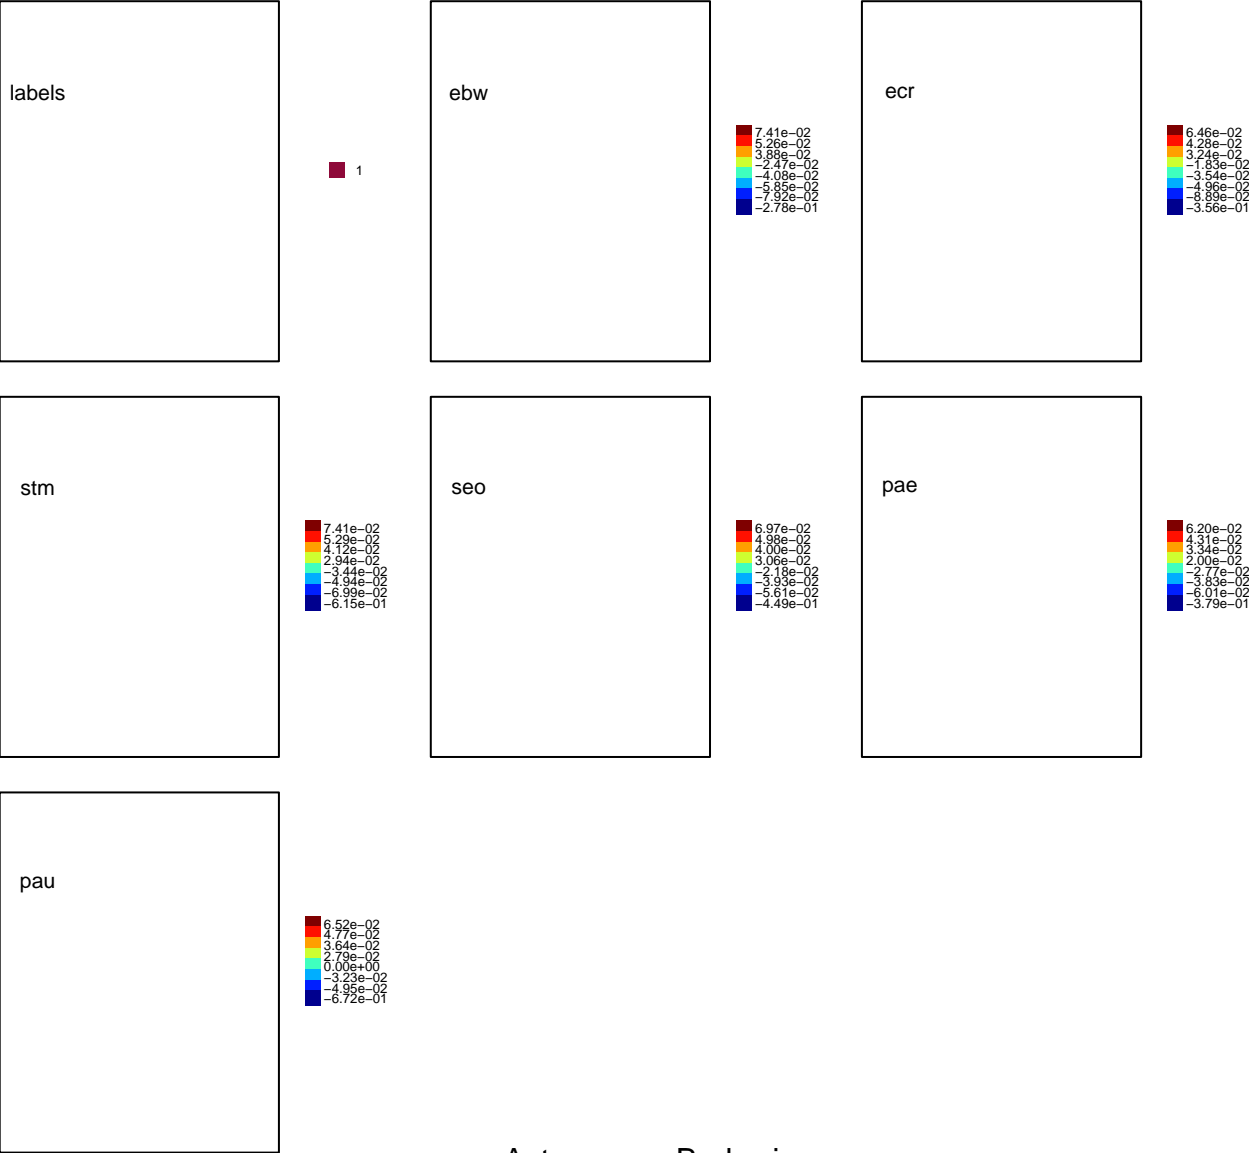 labels
1
ebw
7.41e−02
5.26e−02
3.88e−02
−2.47e−02
−4.08e−02
−5.85e−02
−7.92e−02
−2.78e−01
ecr
6.46e−02
4.28e−02
3.24e−02
−1.83e−02
−3.54e−02
−4.96e−02
−8.89e−02
−3.56e−01
stm
7.41e−02
5.29e−02
4.12e−02
2.94e−02
−3.44e−02
−4.94e−02
−6.99e−02
−6.15e−01
seo
6.97e−02
4.98e−02
4.00e−02
3.06e−02
−2.18e−02
−3.93e−02
−5.61e−02
−4.49e−01
pae
6.20e−02
4.31e−02
3.34e−02
2.00e−02
−2.77e−02
−3.83e−02
−6.01e−02
−3.79e−01
pau
6.52e−02
4.77e−02
3.64e−02
2.79e−02
0.00e+00
−3.23e−02
−4.95e−02
−6.72e−01